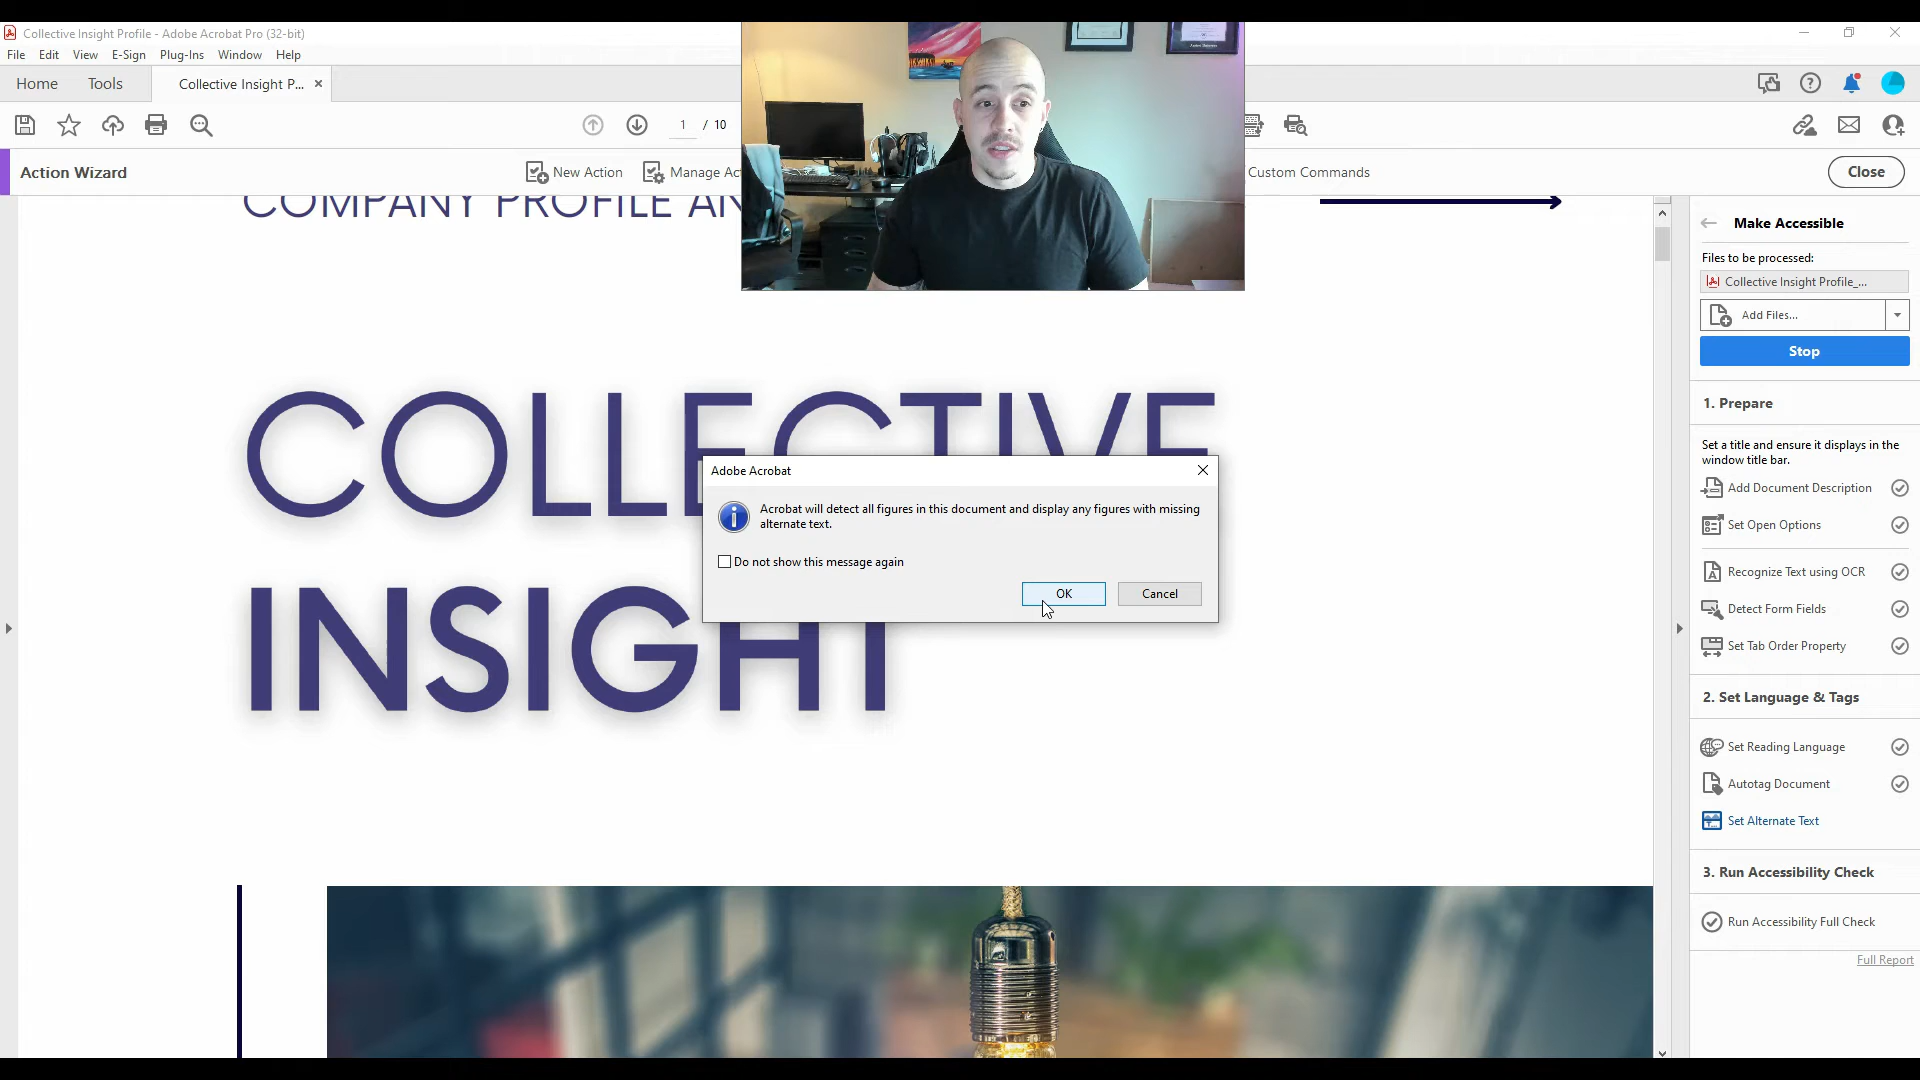 Collective Insight Profile - Adobe Acrobat Pro (32-bit)
File Edit View E-Sign Plug-Ins Window Help
Home Tools Collective Insight P... ×
1 / 10
Action Wizard New Action Manage Ac Custom Commands Close
COMPANY PROFILE AN
COLLECTIVE
INSIGHT
Adobe Acrobat
Acrobat will detect all figures in this document and display any figures with missing
alternate text.
Do not show this message again
OK Cancel
Make Accessible
Files to be processed:
Collective Insight Profile_...
Add Files...
Stop
1. Prepare
Set a title and ensure it displays in the
window title bar.
Add Document Description
Set Open Options
Recognize Text using OCR
Detect Form Fields
Set Tab Order Property
2. Set Language & Tags
Set Reading Language
Autotag Document
Set Alternate Text
3. Run Accessibility Check
Run Accessibility Full Check
Full Report